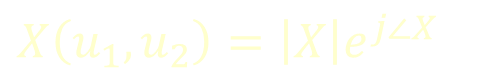 X(u₁,u₂) = |X|e^{j∠X}